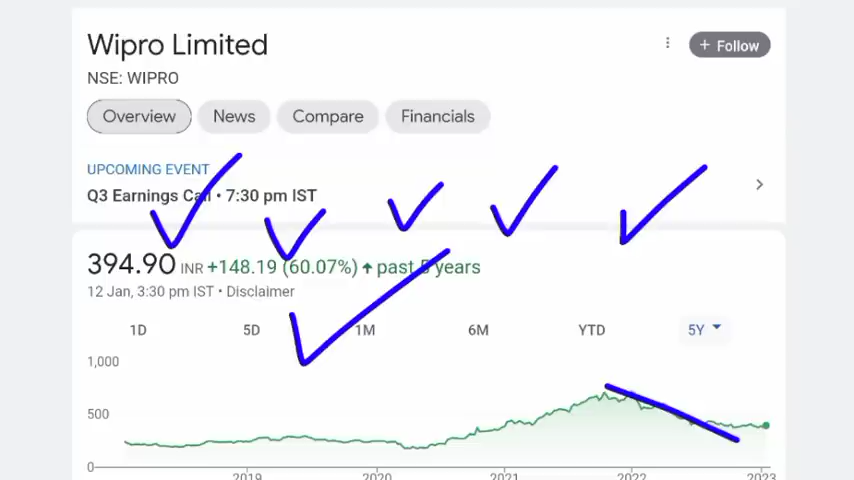 Wipro Limited
+ Follow
NSE: WIPRO
Overview News Compare Financials
UPCOMING EVENT
Q3 Earnings Call • 7:30 pm IST
394.90 INR +148.19 (60.07%) ↑ past 5 years
12 Jan, 3:30 pm IST • Disclaimer
1D 5D 1M 6M YTD 5Y
1,000
500
0
2019 2020 2021 2022 2023